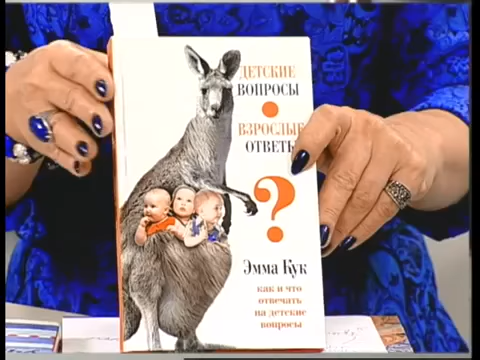 ДЕТСКИЕ
ВОПРОСЫ
ВЗРОСЛЫЕ
ОТВЕТЫ
?
Эмма Кук
как и что
отвечать
на детские
вопросы